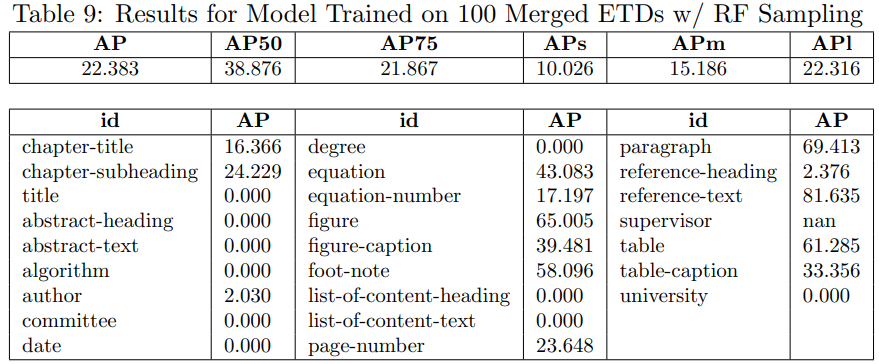 Table 9: Results for Model Trained on 100 Merged ETDs w/ RF Sampling
AP AP50 AP75 APs APm APl
22.383 38.876 21.867 10.026 15.186 22.316
id AP id AP id AP
chapter-title 16.366 degree 0.000 paragraph 69.413
chapter-subheading 24.229 equation 43.083 reference-heading 2.376
title 0.000 equation-number 17.197 reference-text 81.635
abstract-heading 0.000 figure 65.005 supervisor nan
abstract-text 0.000 figure-caption 39.481 table 61.285
algorithm 0.000 foot-note 58.096 table-caption 33.356
author 2.030 list-of-content-heading 0.000 university 0.000
committee 0.000 list-of-content-text 0.000
date 0.000 page-number 23.648